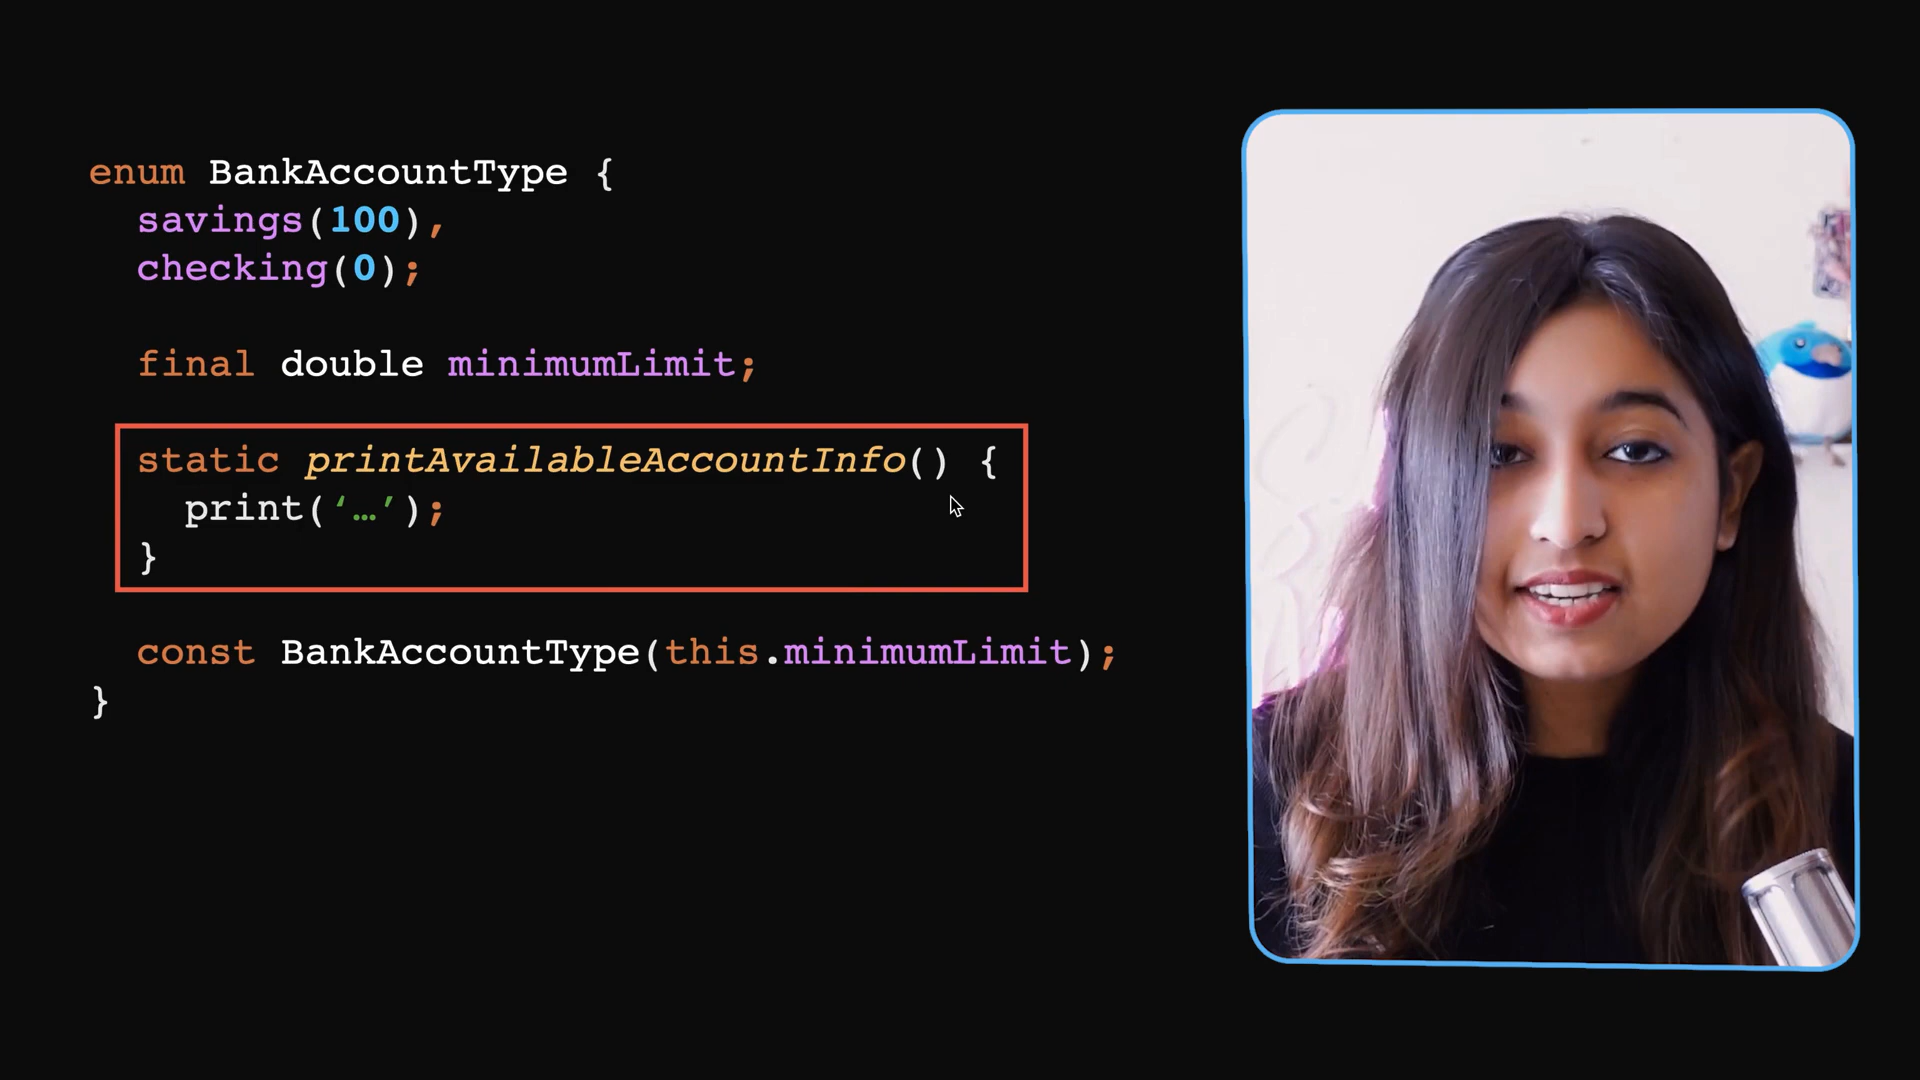 enum BankAccountType {
savings(100),
checking(0);
final double minimumLimit;
static printAvailableAccountInfo() {
print(‘…’);
}
const BankAccountType(this.minimumLimit);
}